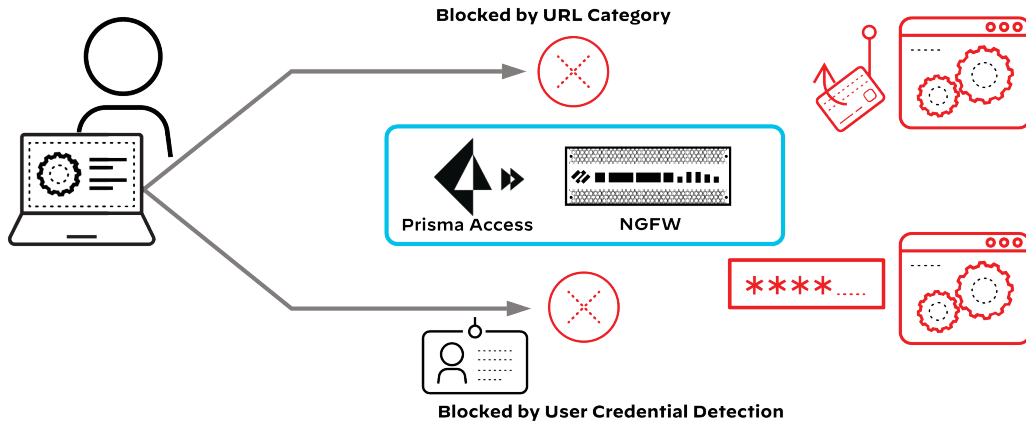 Blocked by URL Category
Prisma Access
NGFW
****
Blocked by User Credential Detection